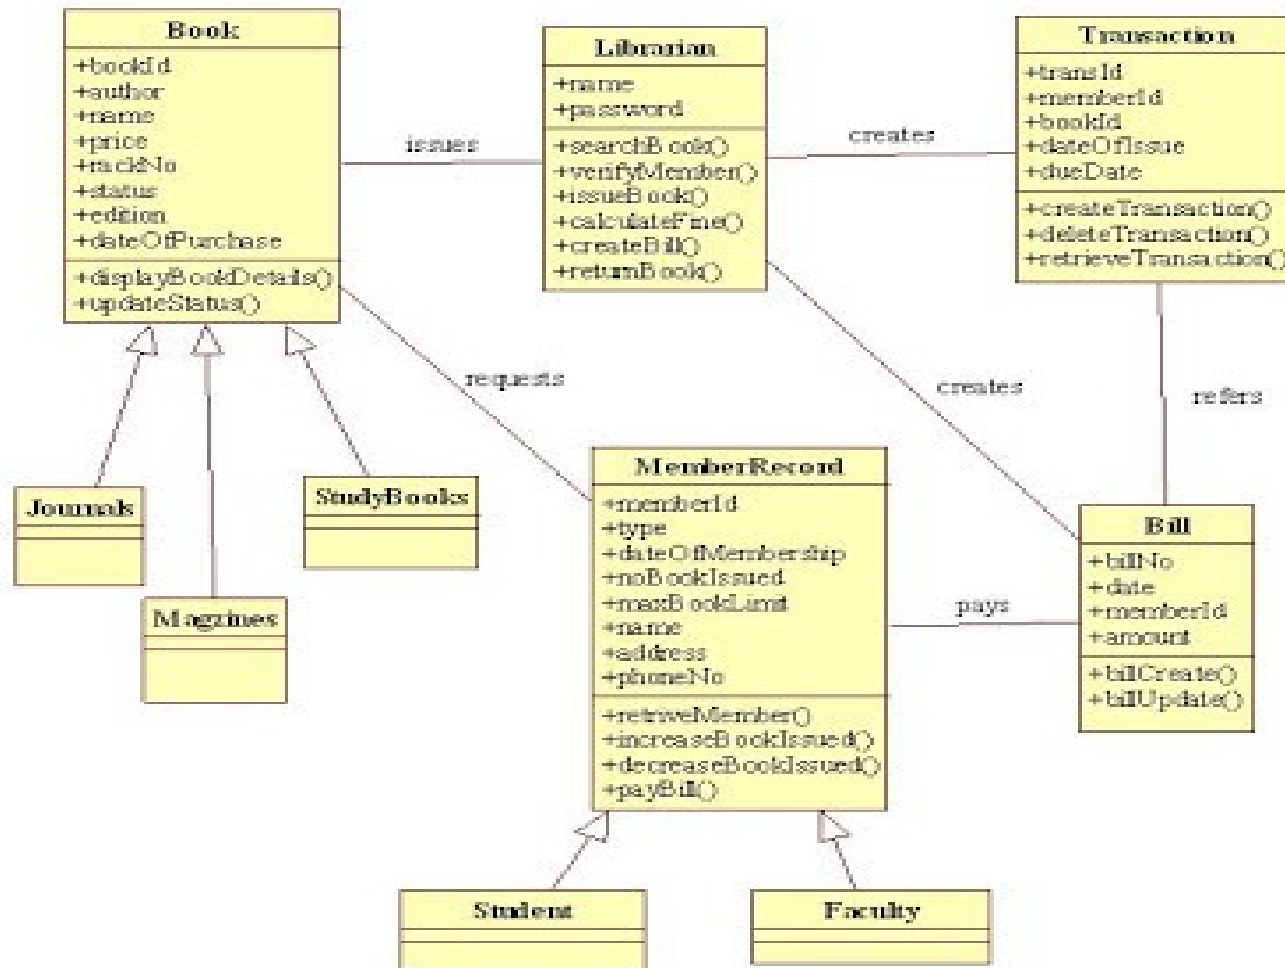 Book
+bookId
+author
+name
+price
+rackNo
+status
+edition
+dateOfPurchase
+displayBookDetails()
+updateStatus()
issues
Librarian
+name
+password
+searchBook()
+verifyMember()
+issueBook()
+calculateFine()
+createBill()
+returnBook()
creates
Transaction
+transId
+memberId
+bookId
+dateOfIssue
+dueDate
+createTransaction()
+deleteTransaction()
+retrieveTransaction()
requests
creates
refers
Journals
StudyBooks
Magzines
MemberRecord
+memberId
+type
+dateOfMembership
+noBookIssued
+maxBookLimit
+name
+address
+phoneNo
+retriveMember()
+increaseBookIssued()
+decreaseBookIssued()
+payBill()
pays
Bill
+billNo
+date
+memberId
+amount
+billCreate()
+billUpdate()
Student
Faculty